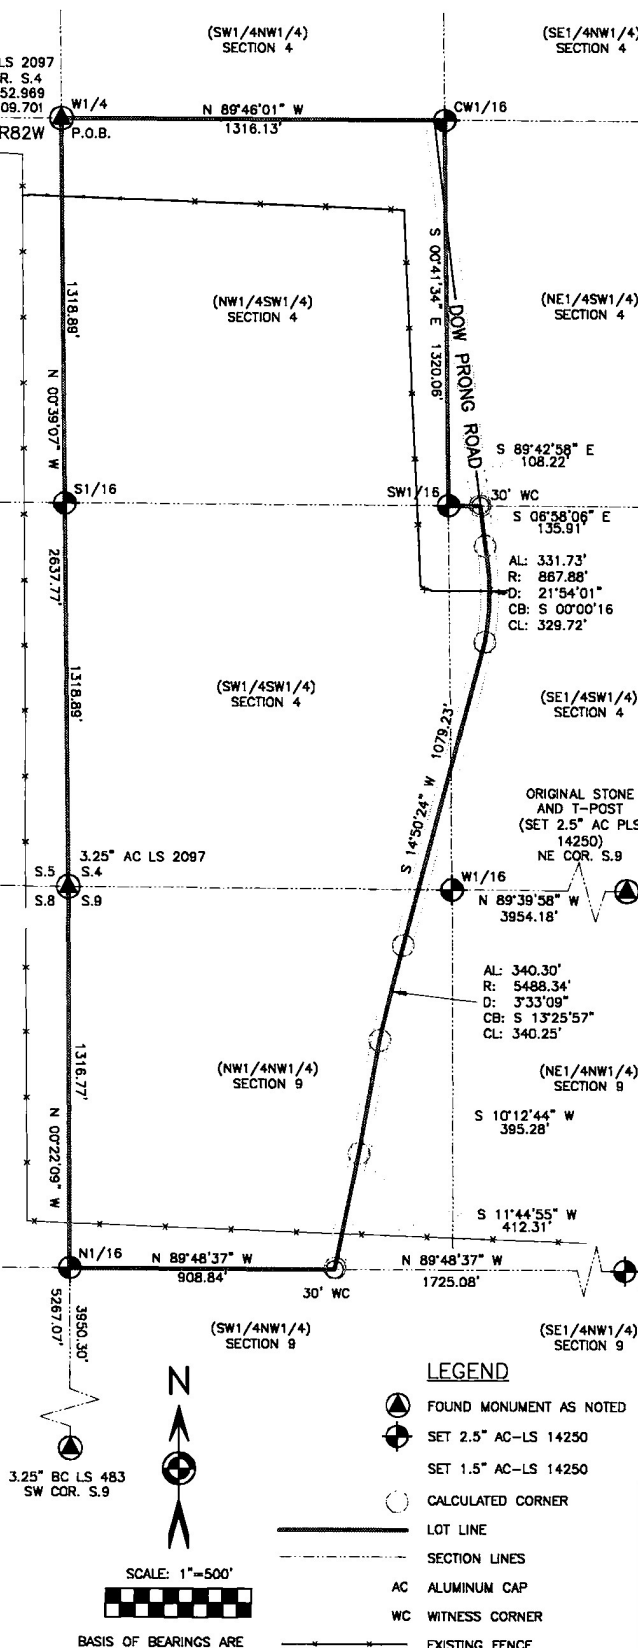 (SW1/4NW1/4)
SECTION 4
(SE1/4NW1/4)
SECTION 4
LS 2097
R. S.4
52.969
09.701
R82W
W1/4
P.O.B.
N 89°46'01" W
1316.13'
CW1/16
1318.89'
N 00°39'07" W
2637.77'
(NW1/4SW1/4)
SECTION 4
S 00°41'34" E 1320.06'
DOW PRONG ROAD
(NE1/4SW1/4)
SECTION 4
S 89°42'58" E
108.22'
S1/16
SW1/16
30' WC
S 06°58'06" E
135.91'
AL: 331.73'
R: 867.88'
D: 21°54'01"
CB: S 00°00'16
CL: 329.72'
1318.89'
(SW1/4SW1/4)
SECTION 4
S 14°50'24" W 1079.23'
(SE1/4SW1/4)
SECTION 4
ORIGINAL STONE
AND T-POST
(SET 2.5" AC PLS
14250)
NE COR. S.9
3.25" AC LS 2097
S.5 S.4
S.8 S.9
W1/16
N 89°39'58" W
3954.18'
AL: 340.30'
R: 5488.34'
D: 3°33'09"
CB: S 13°25'57"
CL: 340.25'
1316.77'
N 00°22'09" W
(NW1/4NW1/4)
SECTION 9
(NE1/4NW1/4)
SECTION 9
S 10°12'44" W
395.28'
S 11°44'55" W
412.31'
N1/16
N 89°48'37" W
908.84'
30' WC
N 89°48'37" W
1725.08'
3950.30'
5267.07'
(SW1/4NW1/4)
SECTION 9
(SE1/4NW1/4)
SECTION 9
3.25" BC LS 483
SW COR. S.9
N
SCALE: 1"=500'
BASIS OF BEARINGS ARE
LEGEND
FOUND MONUMENT AS NOTED
SET 2.5" AC-LS 14250
SET 1.5" AC-LS 14250
CALCULATED CORNER
LOT LINE
SECTION LINES
AC ALUMINUM CAP
WC WITNESS CORNER
EXISTING FENCE